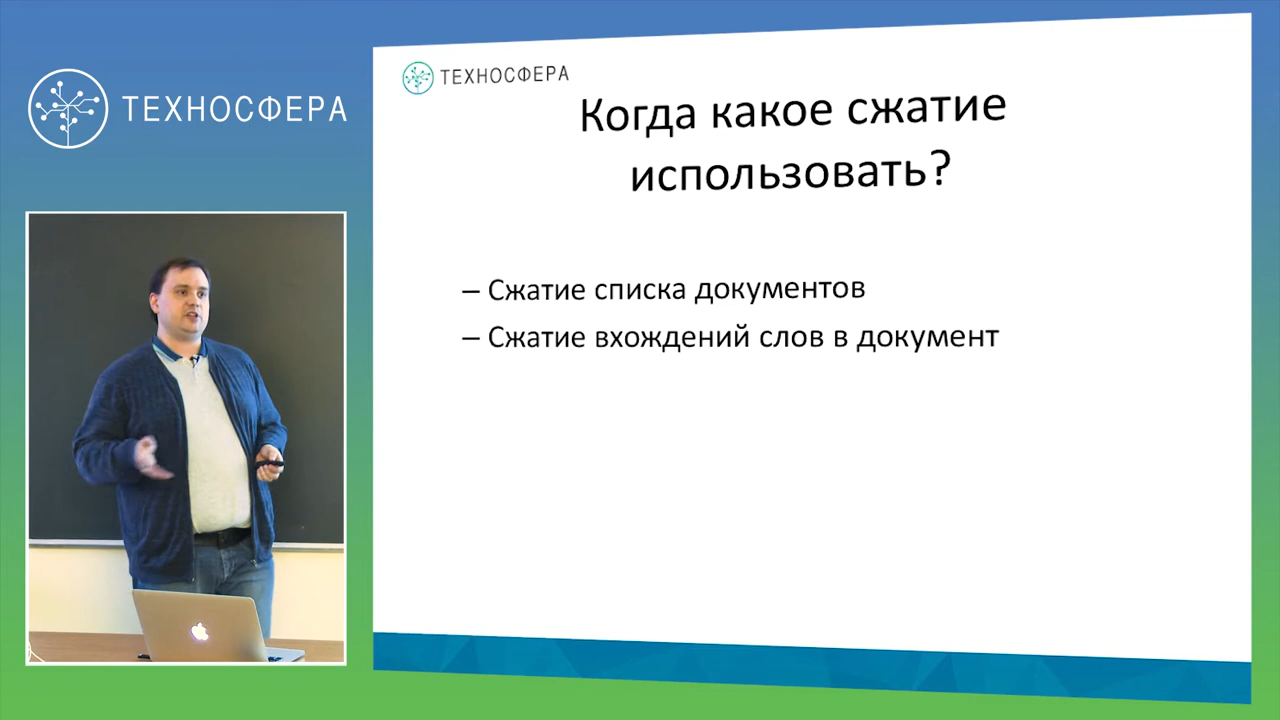 ТЕХНОСФЕРА
ТЕХНОСФЕРА
Когда какое сжатие
использовать?
– Сжатие списка документов
– Сжатие вхождений слов в документ